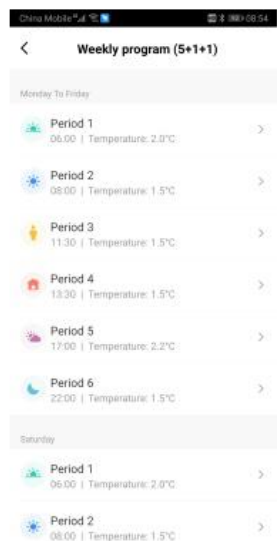 China Mobile 08:54
Weekly program (5+1+1)
Monday To Friday
Period 1
06:00 | Temperature: 2.0°C
Period 2
08:00 | Temperature: 1.5°C
Period 3
11:30 | Temperature: 1.5°C
Period 4
13:30 | Temperature: 1.5°C
Period 5
17:00 | Temperature: 2.2°C
Period 6
22:00 | Temperature: 1.5°C
Saturday
Period 1
06:00 | Temperature: 2.0°C
Period 2
08:00 | Temperature: 1.5°C